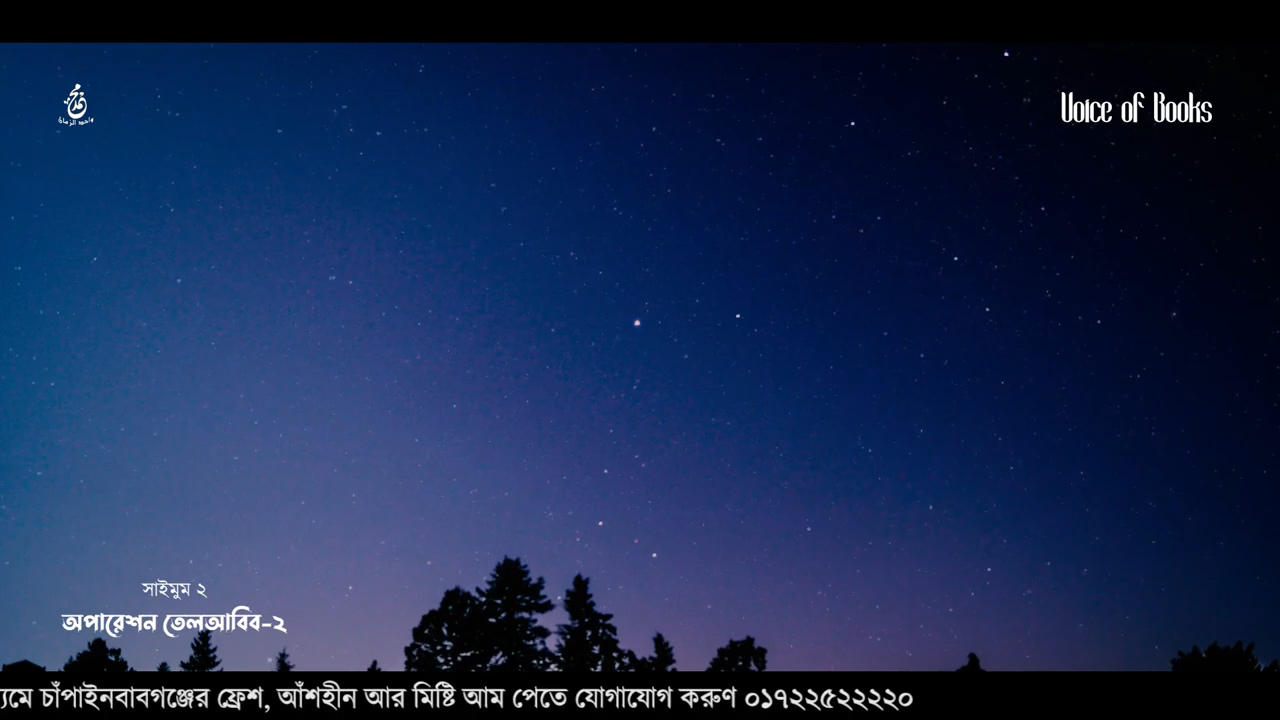 Voice of Books
সাইমুম ২
অপারেশন তেলআবিব-২
চাঁপাইনবাবগঞ্জের ফ্রেশ, আঁশহীন আর মিষ্টি আম পেতে যোগাযোগ করুণ ০১৭২২৫২২২২০